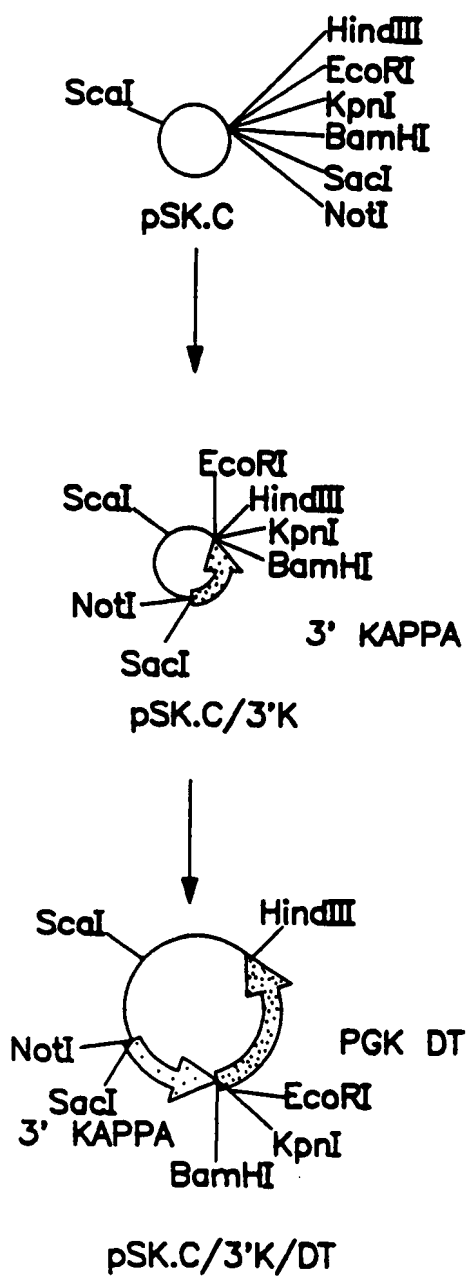 HindIII
EcoRI
ScaI
KpnI
BamHI
SacI
NotI
pSK.C
EcoRI
ScaI
HindIII
KpnI
BamHI
NotI
3' KAPPA
SacI
pSK.C/3'K
HindIII
ScaI
NotI
PGK DT
SacI
EcoRI
3' KAPPA
KpnI
BamHI
pSK.C/3'K/DT